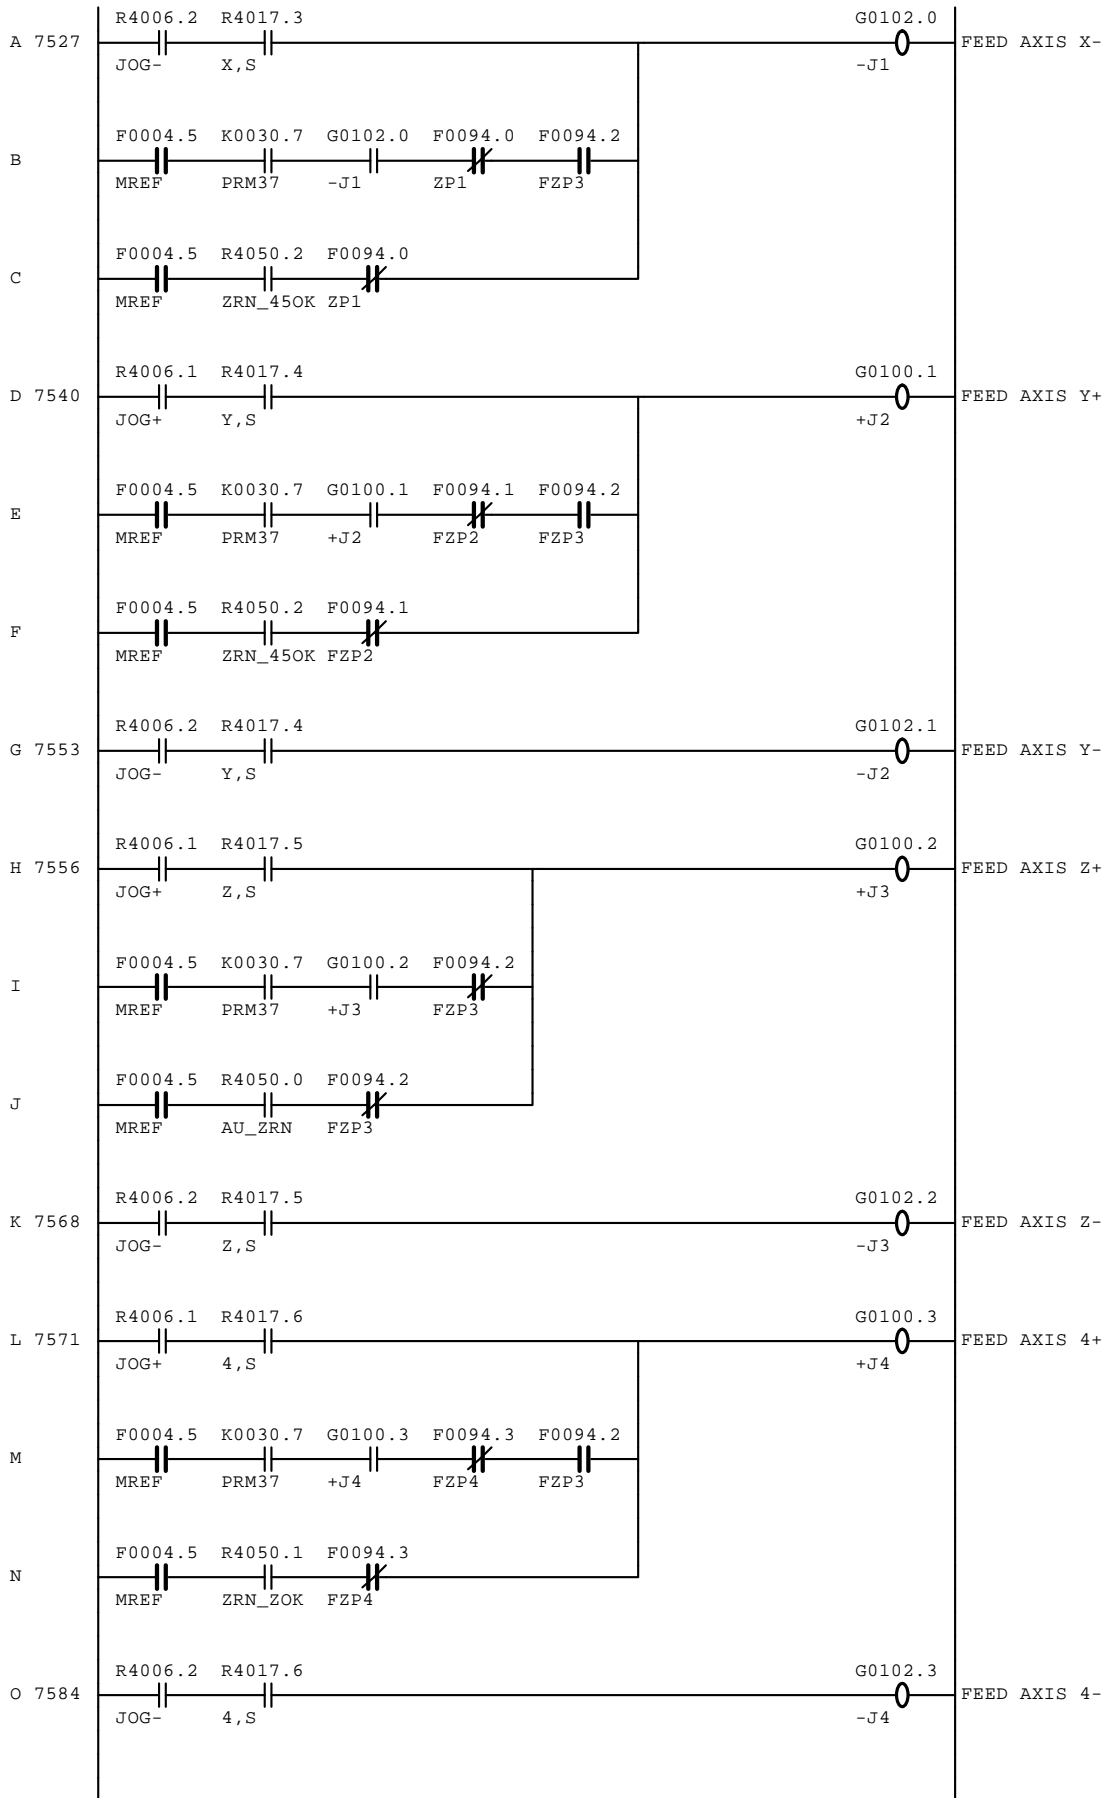 R4006.2 R4017.3 G0102.0
A 7527 FEED AXIS X-
JOG- X,S -J1
F0004.5 K0030.7 G0102.0 F0094.0 F0094.2
B
MREF PRM37 -J1 ZP1 FZP3
F0004.5 R4050.2 F0094.0
C
MREF ZRN_45OK ZP1
R4006.1 R4017.4 G0100.1
D 7540 FEED AXIS Y+
JOG+ Y,S +J2
F0004.5 K0030.7 G0100.1 F0094.1 F0094.2
E
MREF PRM37 +J2 FZP2 FZP3
F0004.5 R4050.2 F0094.1
F
MREF ZRN_45OK FZP2
R4006.2 R4017.4 G0102.1
G 7553 FEED AXIS Y-
JOG- Y,S -J2
R4006.1 R4017.5 G0100.2
H 7556 FEED AXIS Z+
JOG+ Z,S +J3
F0004.5 K0030.7 G0100.2 F0094.2
I
MREF PRM37 +J3 FZP3
F0004.5 R4050.0 F0094.2
J
MREF AU_ZRN FZP3
R4006.2 R4017.5 G0102.2
K 7568 FEED AXIS Z-
JOG- Z,S -J3
R4006.1 R4017.6 G0100.3
L 7571 FEED AXIS 4+
JOG+ 4,S +J4
F0004.5 K0030.7 G0100.3 F0094.3 F0094.2
M
MREF PRM37 +J4 FZP4 FZP3
F0004.5 R4050.1 F0094.3
N
MREF ZRN_ZOK FZP4
R4006.2 R4017.6 G0102.3
O 7584 FEED AXIS 4-
JOG- 4,S -J4